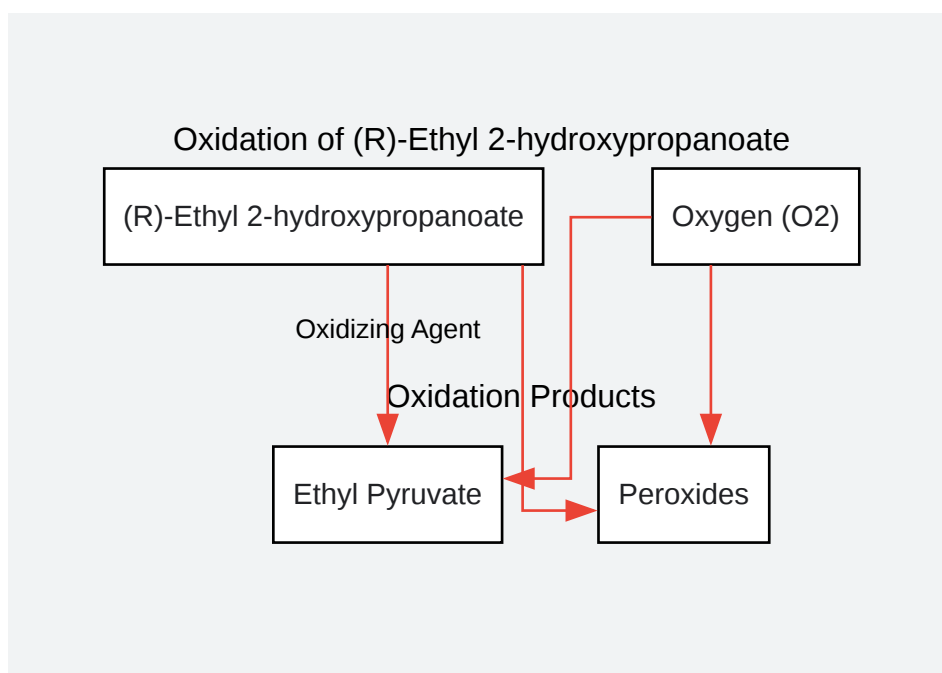 Oxidation of (R)-Ethyl 2-hydroxypropanoate
(R)-Ethyl 2-hydroxypropanoate
Oxygen (O2)
Oxidizing Agent
Oxidation Products
Ethyl Pyruvate
Peroxides